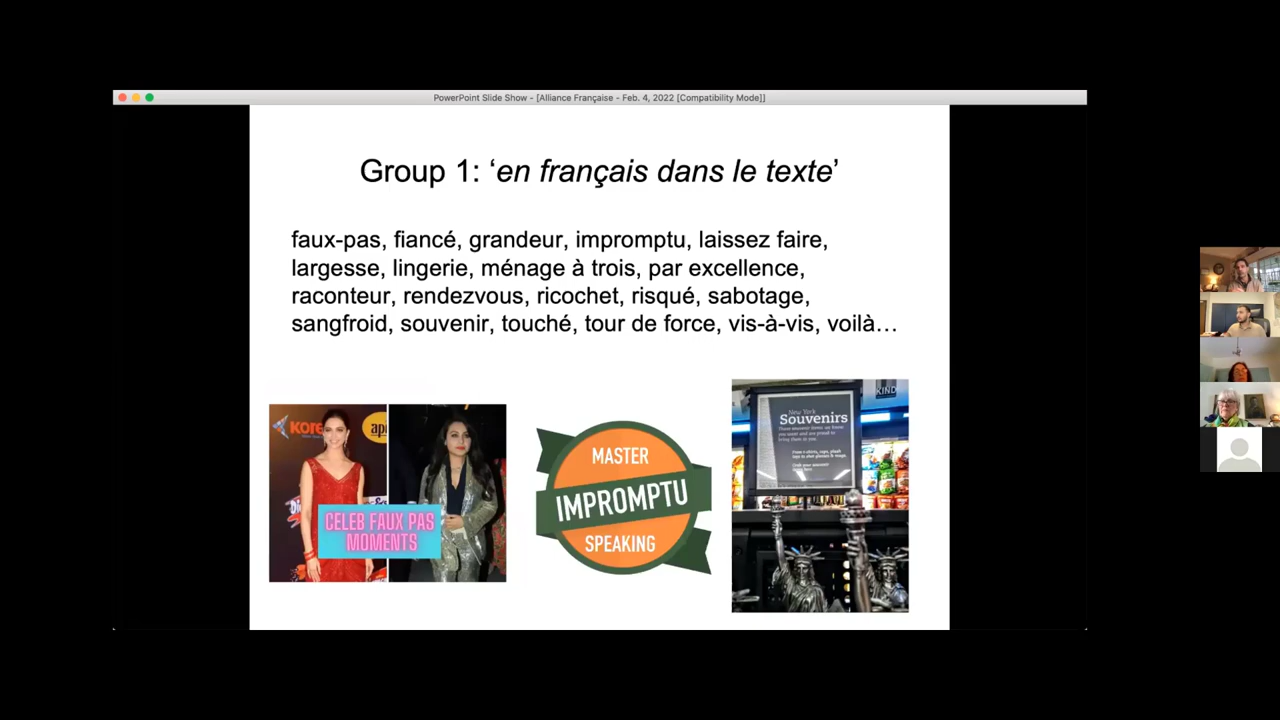 PowerPoint Slide Show - [Alliance Française - Feb. 4, 2022 [Compatibility Mode]]
Group 1: ‘en français dans le texte’
faux-pas, fiancé, grandeur, impromptu, laissez faire,
largesse, lingerie, ménage à trois, par excellence,
raconteur, rendezvous, ricochet, risqué, sabotage,
sangfroid, souvenir, touché, tour de force, vis-à-vis, voilà…
CELEB FAUX PAS
MOMENTS
MASTER
IMPROMPTU
SPEAKING
KIND
New York
Souvenirs